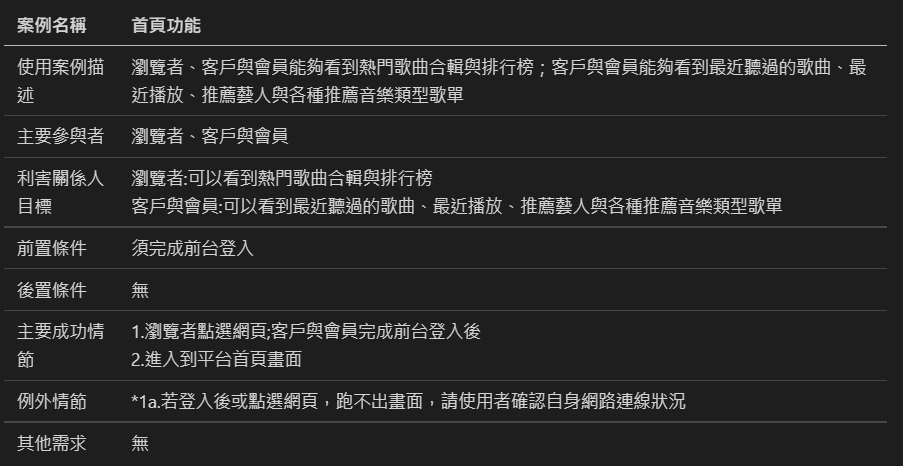 案例名稱 首頁功能
使用案例描述 瀏覽者、客戶與會員能夠看到熱門歌曲合輯與排行榜；客戶與會員能夠看到最近聽過的歌曲、最近播放、推薦藝人與各種推薦音樂類型歌單
主要參與者 瀏覽者、客戶與會員
利害關係人目標 瀏覽者:可以看到熱門歌曲合輯與排行榜
客戶與會員:可以看到最近聽過的歌曲、最近播放、推薦藝人與各種推薦音樂類型歌單
前置條件 須完成前台登入
後置條件 無
主要成功情節 1.瀏覽者點選網頁;客戶與會員完成前台登入後
2.進入到平台首頁畫面
例外情節 *1a.若登入後或點選網頁，跑不出畫面，請使用者確認自身網路連線狀況
其他需求 無